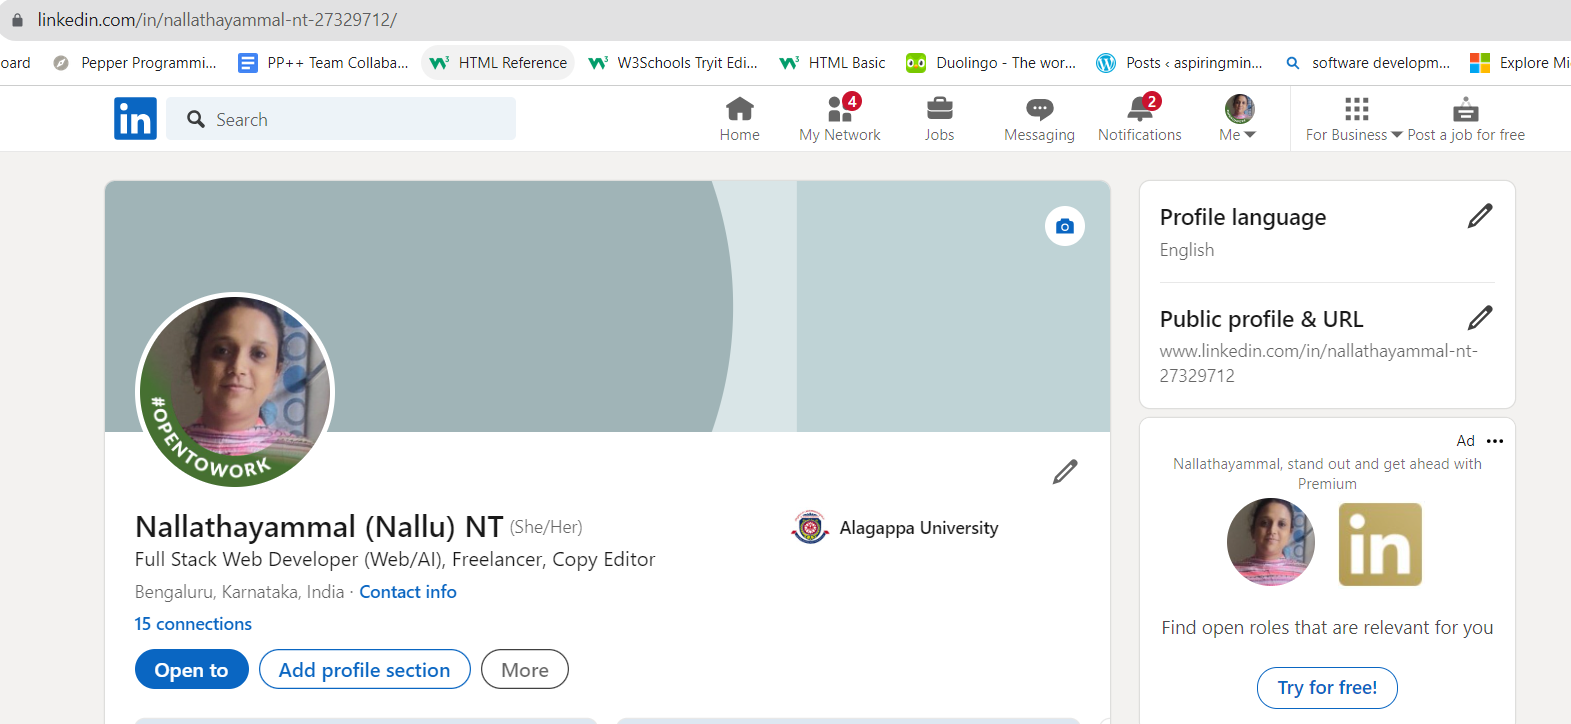 linkedin.com/in/nallathayammal-nt-27329712/
oard Pepper Programmi... PP++ Team Collaba... W3 HTML Reference W3 W3Schools Tryit Edi... W3 HTML Basic Duolingo - The wor... Posts ‹ aspiringmin... software developm... Explore Mi
in Search
4 2
Home My Network Jobs Messaging Notifications Me For Business Post a job for free
#OPENTOWORK
Nallathayammal (Nallu) NT (She/Her)
Alagappa University
Full Stack Web Developer (Web/AI), Freelancer, Copy Editor
Bengaluru, Karnataka, India · Contact info
15 connections
Open to Add profile section More
Profile language
English
Public profile & URL
www.linkedin.com/in/nallathayammal-nt-
27329712
Ad
Nallathayammal, stand out and get ahead with
Premium
in
Find open roles that are relevant for you
Try for free!